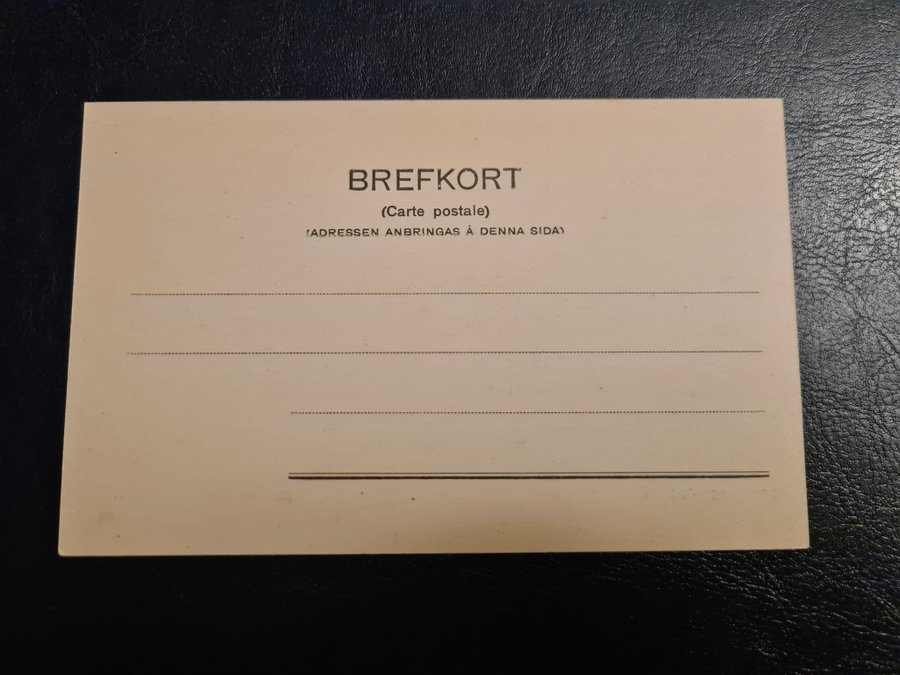 BREFKORT
(Carte postale)
(ADRESSEN ANBRINGAS Å DENNA SIDA)